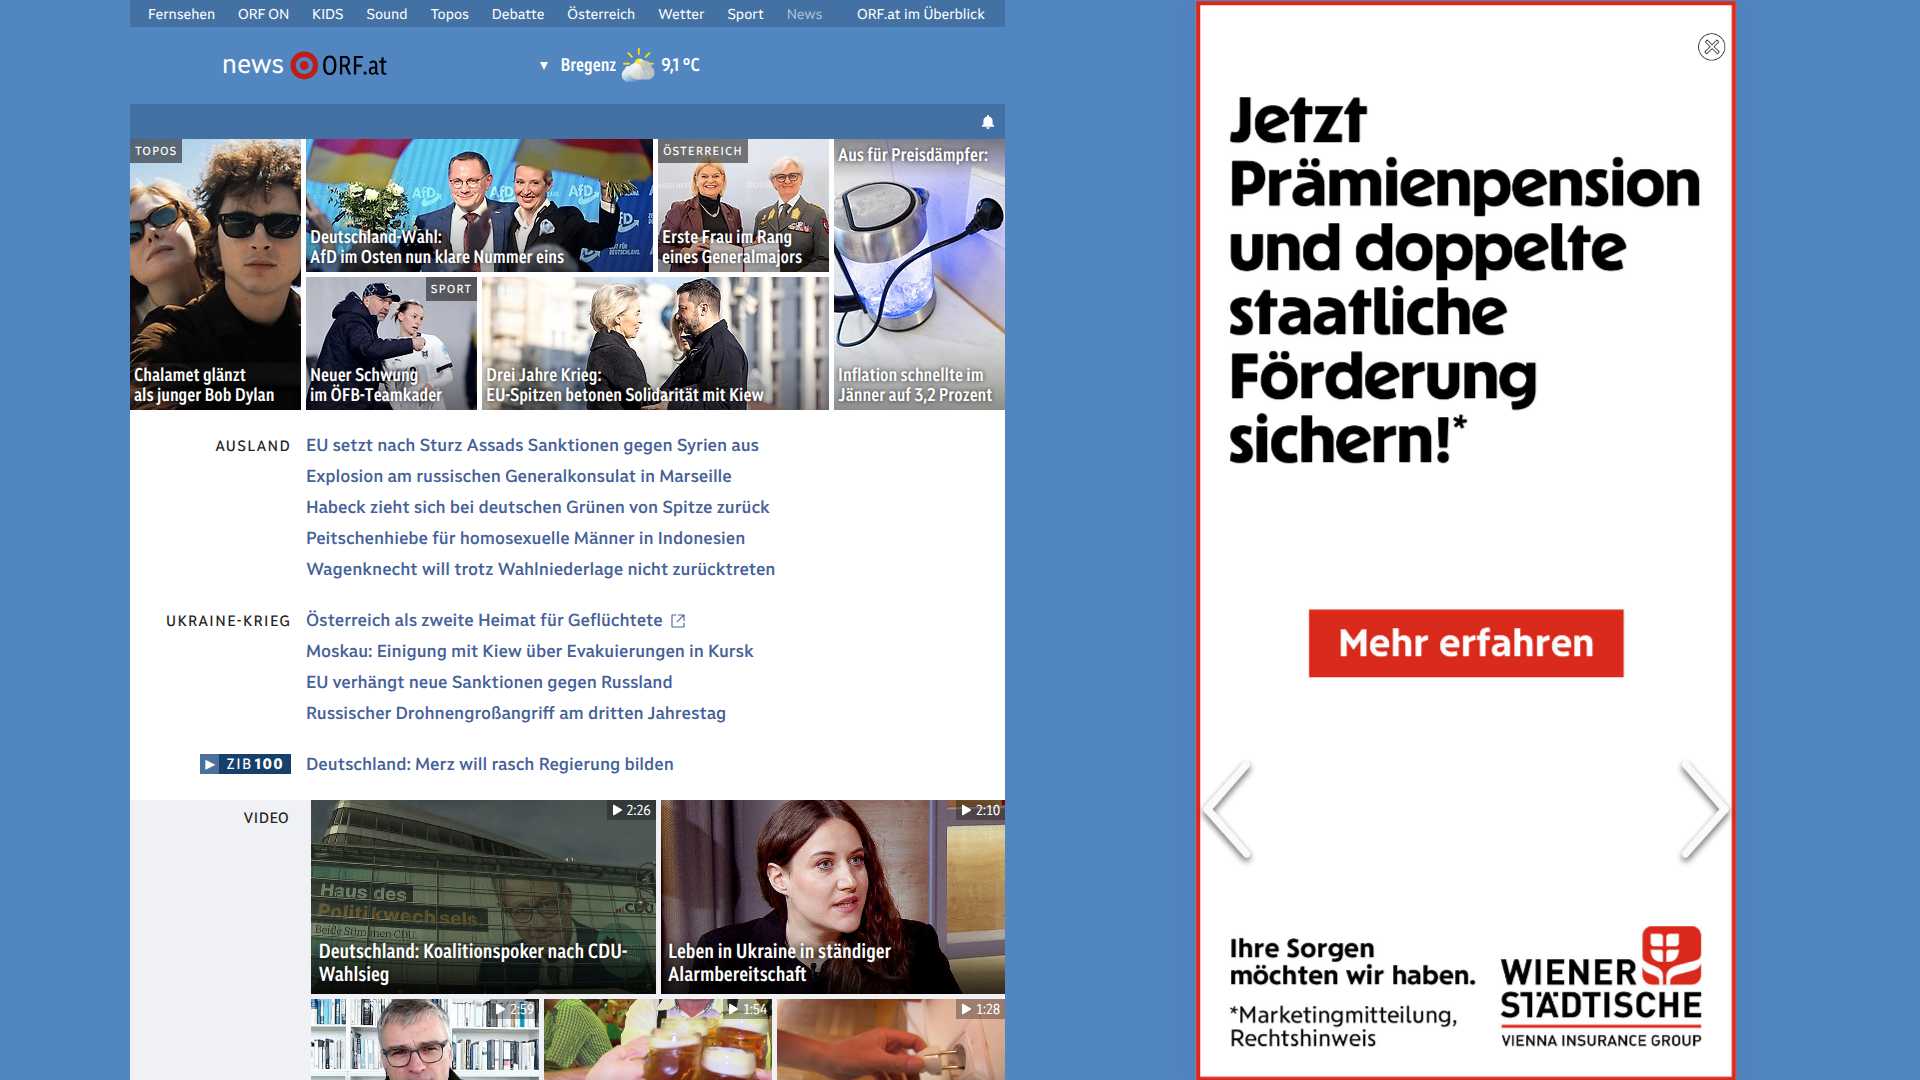 Fernsehen ORF ON KIDS Sound Topos Debatte Österreich Wetter Sport News ORF.at im Überblick
news ORF.at
Bregenz 9,1 °C
TOPOS
Chalamet glänzt
als junger Bob Dylan
AfD AfD AfD
Deutschland-Wahl:
AfD im Osten nun klare Nummer eins
ÖSTERREICH
Erste Frau im Rang
eines Generalmajors
Aus für Preisdämpfer:
Inflation schnellte im
Jänner auf 3,2 Prozent
SPORT
Neuer Schwung
im ÖFB-Teamkader
Drei Jahre Krieg:
EU-Spitzen betonen Solidarität mit Kiew
AUSLAND
EU setzt nach Sturz Assads Sanktionen gegen Syrien aus
Explosion am russischen Generalkonsulat in Marseille
Habeck zieht sich bei deutschen Grünen von Spitze zurück
Peitschenhiebe für homosexuelle Männer in Indonesien
Wagenknecht will trotz Wahlniederlage nicht zurücktreten
UKRAINE-KRIEG
Österreich als zweite Heimat für Geflüchtete
Moskau: Einigung mit Kiew über Evakuierungen in Kursk
EU verhängt neue Sanktionen gegen Russland
Russischer Drohnengroßangriff am dritten Jahrestag
ZIB100
Deutschland: Merz will rasch Regierung bilden
VIDEO
2:26
Haus des
Politikwechsels
Beide Stimmen CDU.
CDU
Deutschland: Koalitionspoker nach CDU-
Wahlsieg
2:10
Leben in Ukraine in ständiger
Alarmbereitschaft
2:59
1:54
1:28
Jetzt
Prämienpension
und doppelte
staatliche
Förderung
sichern!*
Mehr erfahren
Ihre Sorgen
möchten wir haben.
*Marketingmitteilung,
Rechtshinweis
WIENER
STÄDTISCHE
VIENNA INSURANCE GROUP